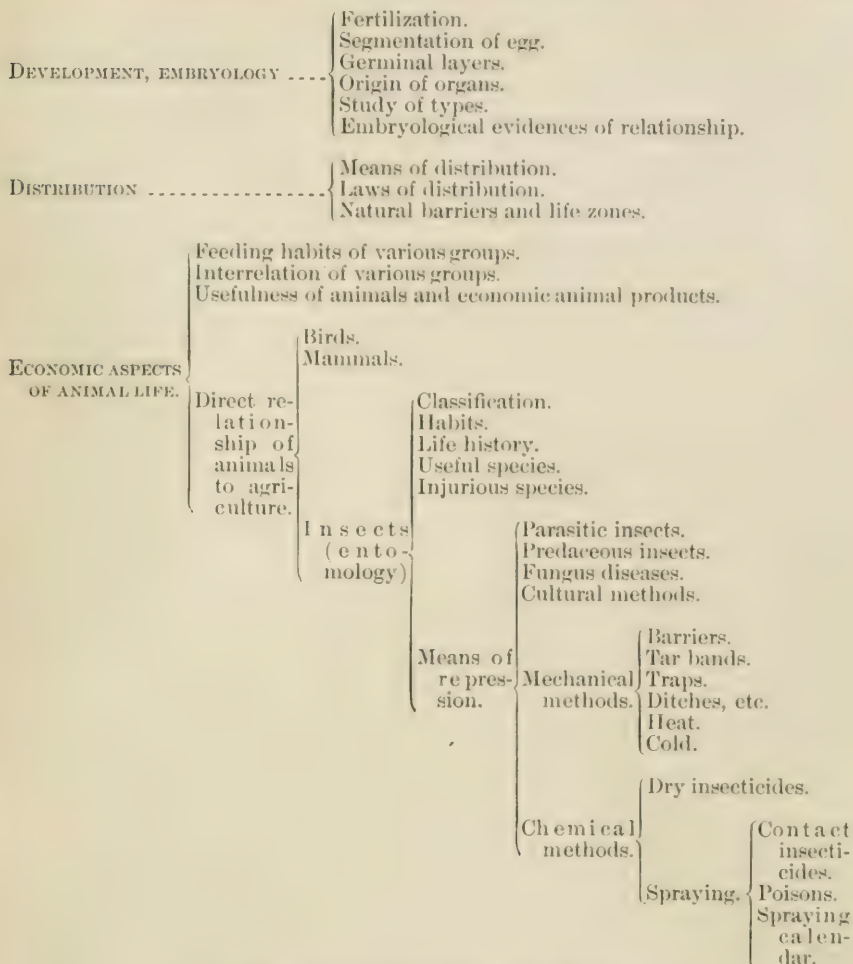 Fertilization.
Segmentation of egg.
Germinal layers.
DEVELOPMENT, EMBRYOLOGY ....
Origin of organs.
Study of types.
Embryological evidences of relationship.
Means of distribution.
DISTRIBUTION ..................
Laws of distribution.
Natural barriers and life zones.
Feeding habits of various groups.
Interrelation of various groups.
Usefulness of animals and economic animal products.
ECONOMIC ASPECTS
OF ANIMAL LIFE.
Direct re-
lation-
ship of
animals
to agri-
culture.
Birds.
Mammals.
Insects
(ento-
mology)
Classification.
Habits.
Life history.
Useful species.
Injurious species.
Means of
repres-
sion.
Parasitic insects.
Predaceous insects.
Fungus diseases.
Cultural methods.
Mechanical
methods.
Barriers.
Tar bands.
Traps.
Ditches, etc.
Heat.
Cold.
Chemical
methods.
Dry insecticides.
Spraying.
Contact
insecti-
cides.
Poisons.
Spraying
calen-
dar.